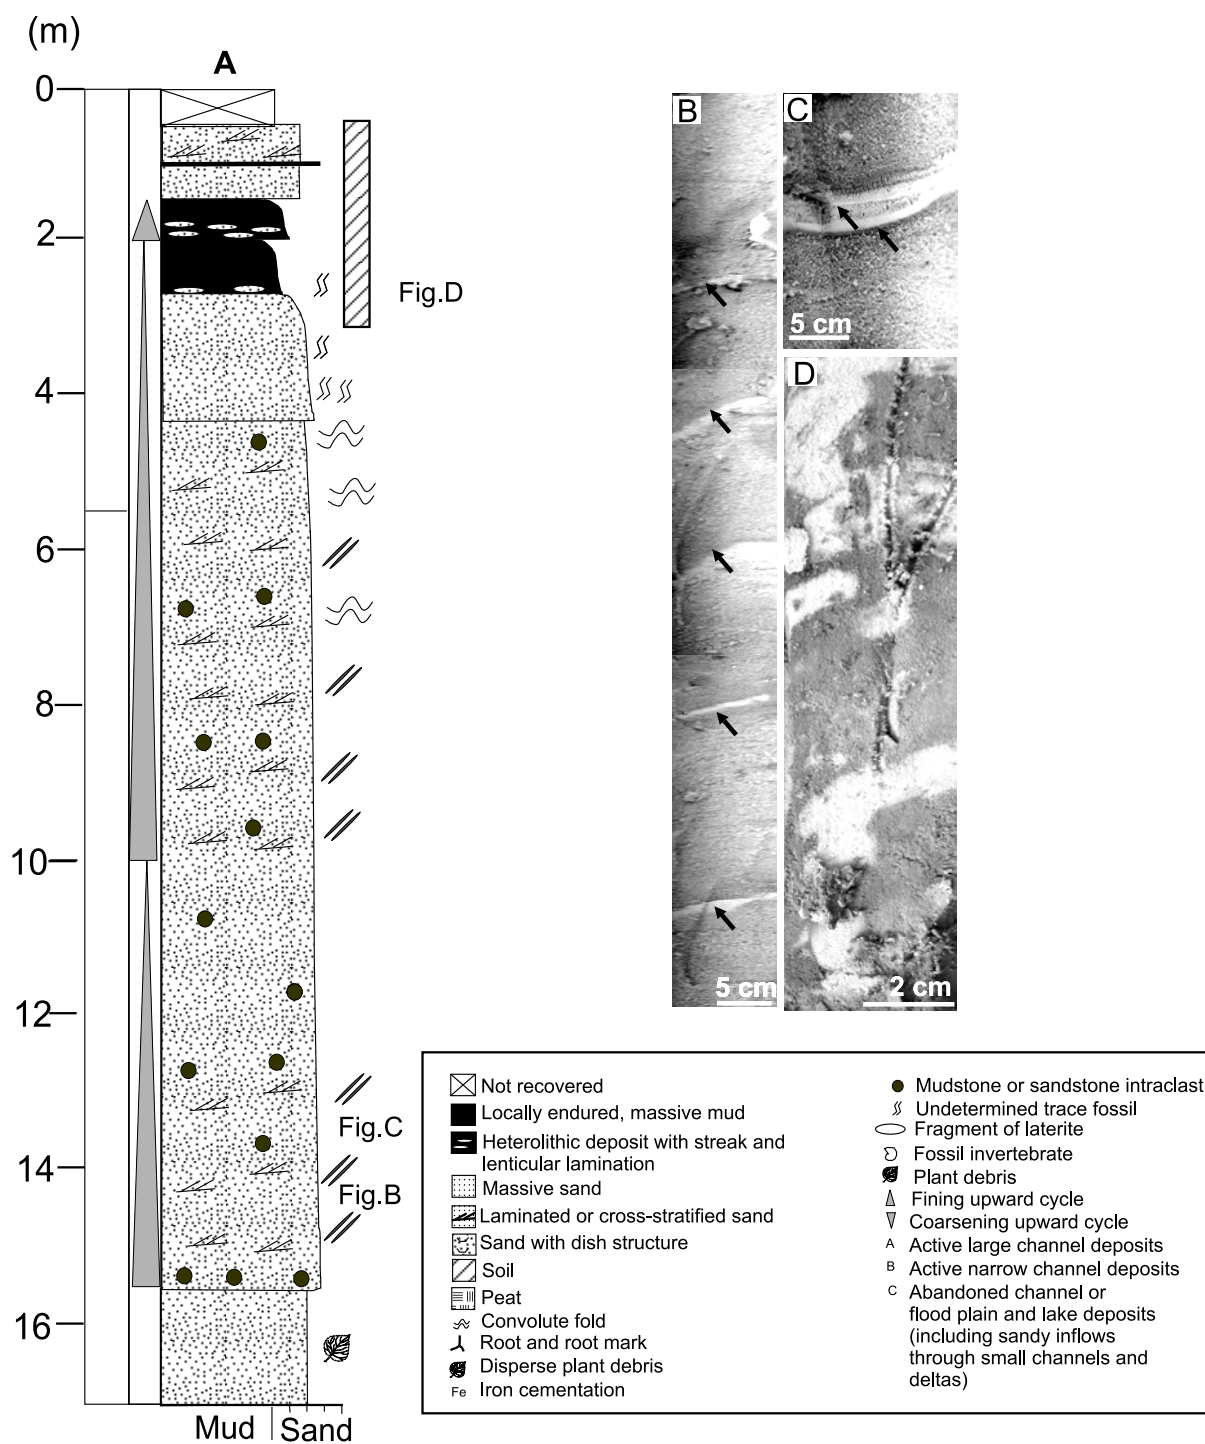 (m)
A
0
2
4
6
8
10
12
14
16
Mud
Sand
Fig.D
Fig.C
Fig.B
B
5 cm
C
5 cm
D
2 cm
Not recovered
Locally endured, massive mud
Heterolithic deposit with streak and
lenticular lamination
Massive sand
Laminated or cross-stratified sand
Sand with dish structure
Soil
Peat
Convolute fold
Root and root mark
Disperse plant debris
Fe Iron cementation
Mudstone or sandstone intraclast
Undetermined trace fossil
Fragment of laterite
Fossil invertebrate
Plant debris
Fining upward cycle
Coarsening upward cycle
A Active large channel deposits
B Active narrow channel deposits
C Abandoned channel or
flood plain and lake deposits
(including sandy inflows
through small channels and
deltas)